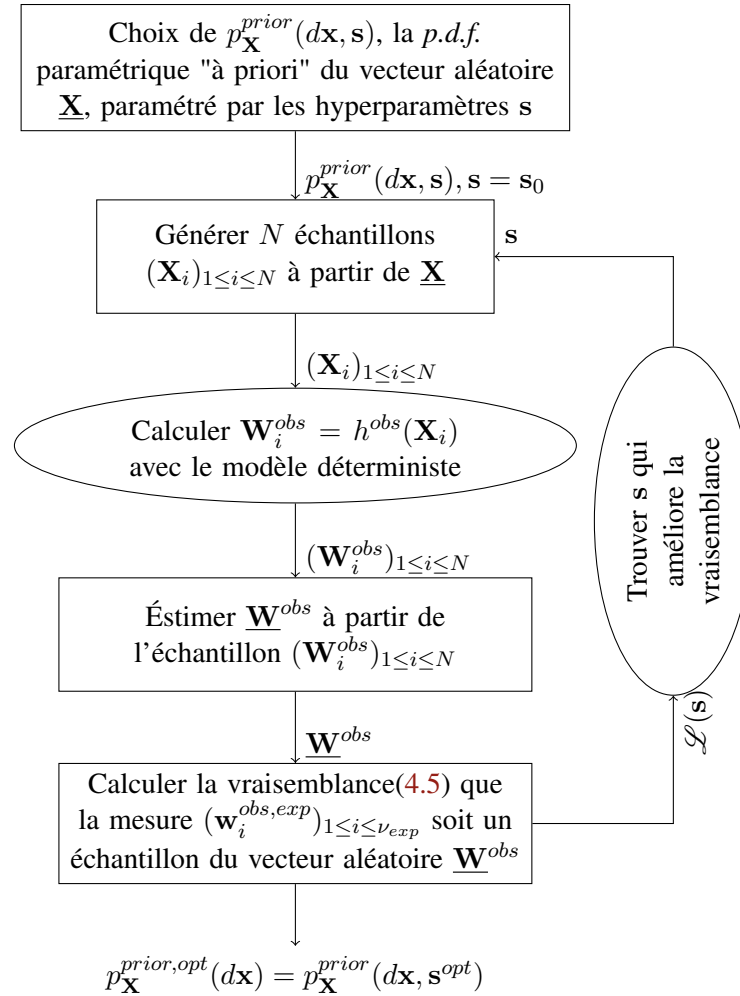 Choix de $p_{\mathbf{X}}^{prior}(d\mathbf{x}, \mathbf{s})$, la p.d.f.
paramétrique "à priori" du vecteur aléatoire
$\underline{\mathbf{X}}$, paramétré par les hyperparamètres $\mathbf{s}$
$p_{\mathbf{X}}^{prior}(d\mathbf{x}, \mathbf{s}), \mathbf{s} = \mathbf{s}_0$
Générer $N$ échantillons
$(\mathbf{X}_i)_{1 \leq i \leq N}$ à partir de $\underline{\mathbf{X}}$
$\mathbf{s}$
$(\mathbf{X}_i)_{1 \leq i \leq N}$
Calculer $\mathbf{W}_i^{obs} = h^{obs}(\mathbf{X}_i)$
avec le modèle déterministe
$(\mathbf{W}_i^{obs})_{1 \leq i \leq N}$
Éstimer $\underline{\mathbf{W}}^{obs}$ à partir de
l'échantillon $(\mathbf{W}_i^{obs})_{1 \leq i \leq N}$
$\underline{\mathbf{W}}^{obs}$
Calculer la vraisemblance(4.5) que
la mesure $(\mathbf{w}_i^{obs,exp})_{1 \leq i \leq \nu_{exp}}$ soit un
échantillon du vecteur aléatoire $\underline{\mathbf{W}}^{obs}$
$\mathscr{L}(\mathbf{s})$
Trouver $\mathbf{s}$ qui
améliore la
vraisemblance
$p_{\mathbf{X}}^{prior,opt}(d\mathbf{x}) = p_{\mathbf{X}}^{prior}(d\mathbf{x}, \mathbf{s}^{opt})$